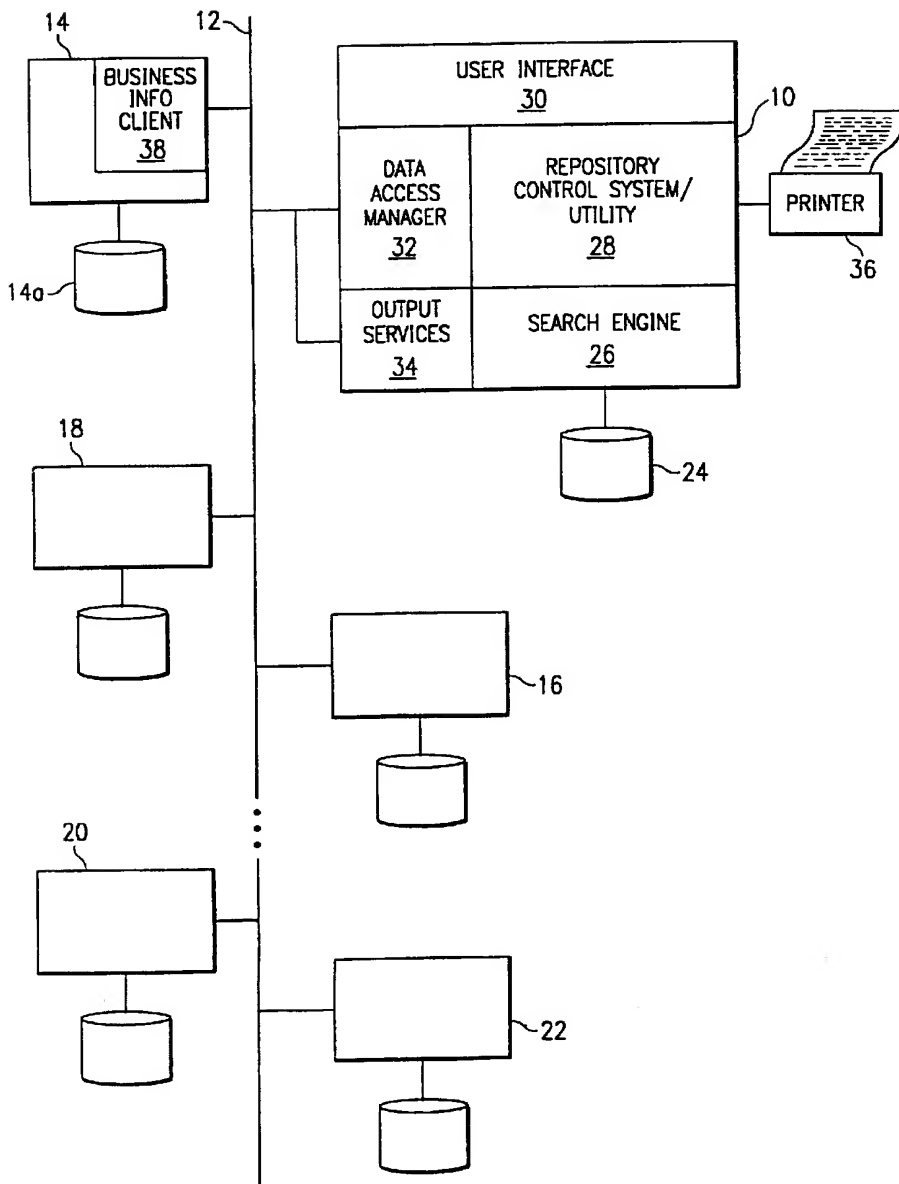 14
12
BUSINESS
INFO
CLIENT
38
14a
USER INTERFACE
30
10
DATA
ACCESS
MANAGER
32
REPOSITORY
CONTROL SYSTEM/
UTILITY
28
PRINTER
36
OUTPUT
SERVICES
34
SEARCH ENGINE
26
24
18
16
20
22